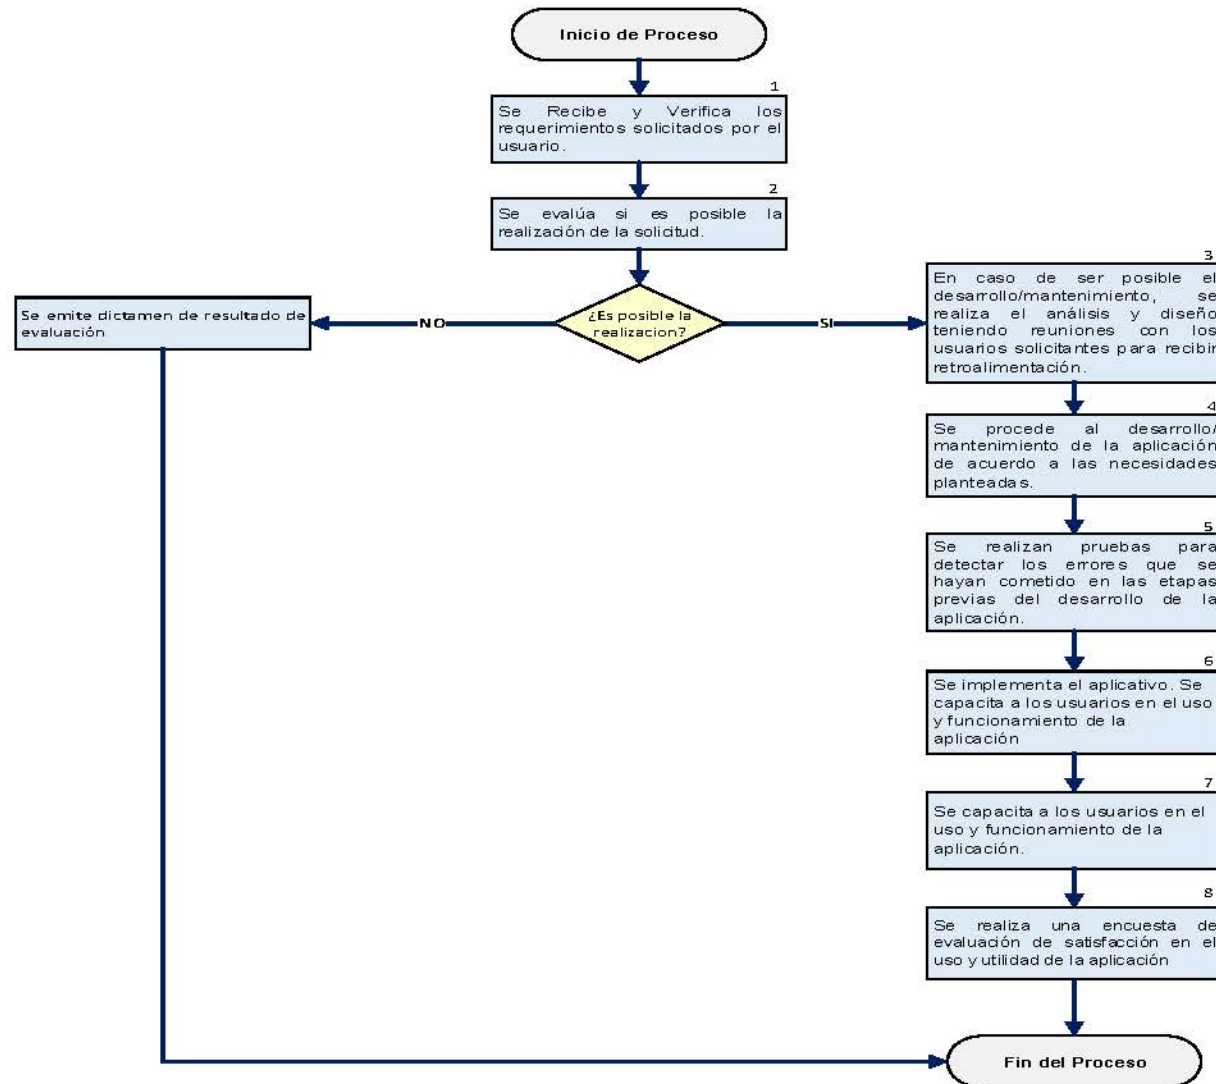 Inicio de Proceso
1
Se Recibe y Verifica los
requerimientos solicitados por el
usuario.
2
Se evalúa si es posible la
realización de la solicitud.
¿Es posible la
realizacion?
NO
SI
Se emite dictamen de resultado de
evaluación
3
En caso de ser posible el
desarrollo/mantenimiento, se
realiza el análisis y diseño
teniendo reuniones con los
usuarios solicitantes para recibir
retroalimentación.
4
Se procede al desarrollo/
mantenimiento de la aplicación
de acuerdo a las necesidades
planteadas.
5
Se realizan pruebas para
detectar los errores que se
hayan cometido en las etapas
previas del desarrollo de la
aplicación.
6
Se implementa el aplicativo. Se
capacita a los usuarios en el uso
y funcionamiento de la
aplicación
7
Se capacita a los usuarios en el
uso y funcionamiento de la
aplicación.
8
Se realiza una encuesta de
evaluación de satisfacción en el
uso y utilidad de la aplicación
Fin del Proceso